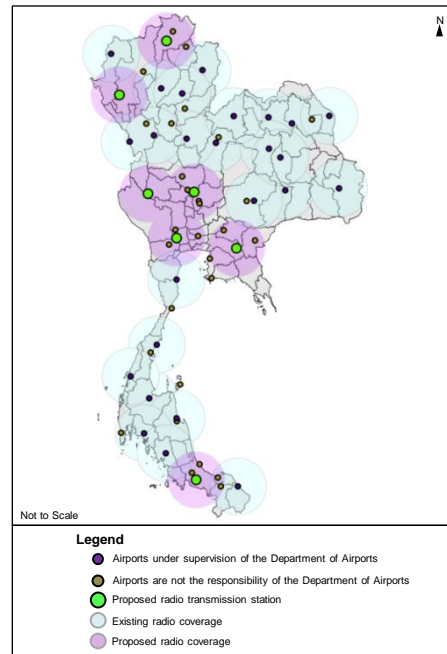 N
Not to Scale
Legend
Airports under supervision of the Department of Airports
Airports are not the responsibility of the Department of Airports
Proposed radio transmission station
Existing radio coverage
Proposed radio coverage